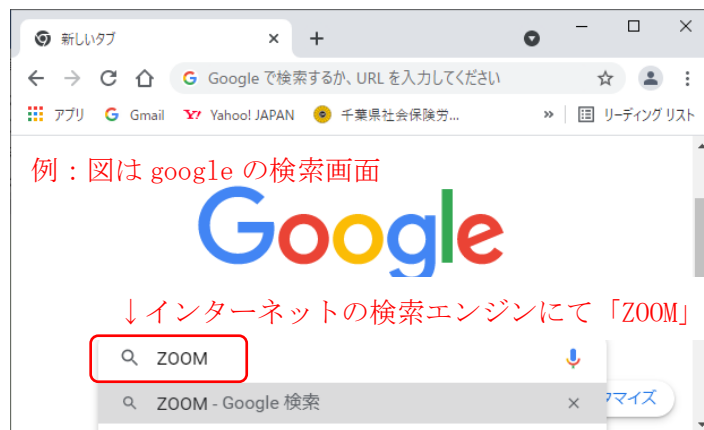 新しいタブ
Google で検索するか、URL を入力してください
アプリ Gmail Yahoo! JAPAN 千葉県社会保険労... » リーディング リスト
例：図は google の検索画面
Google
↓インターネットの検索エンジンにて「ZOOM」
ZOOM
ZOOM - Google 検索
マイズ